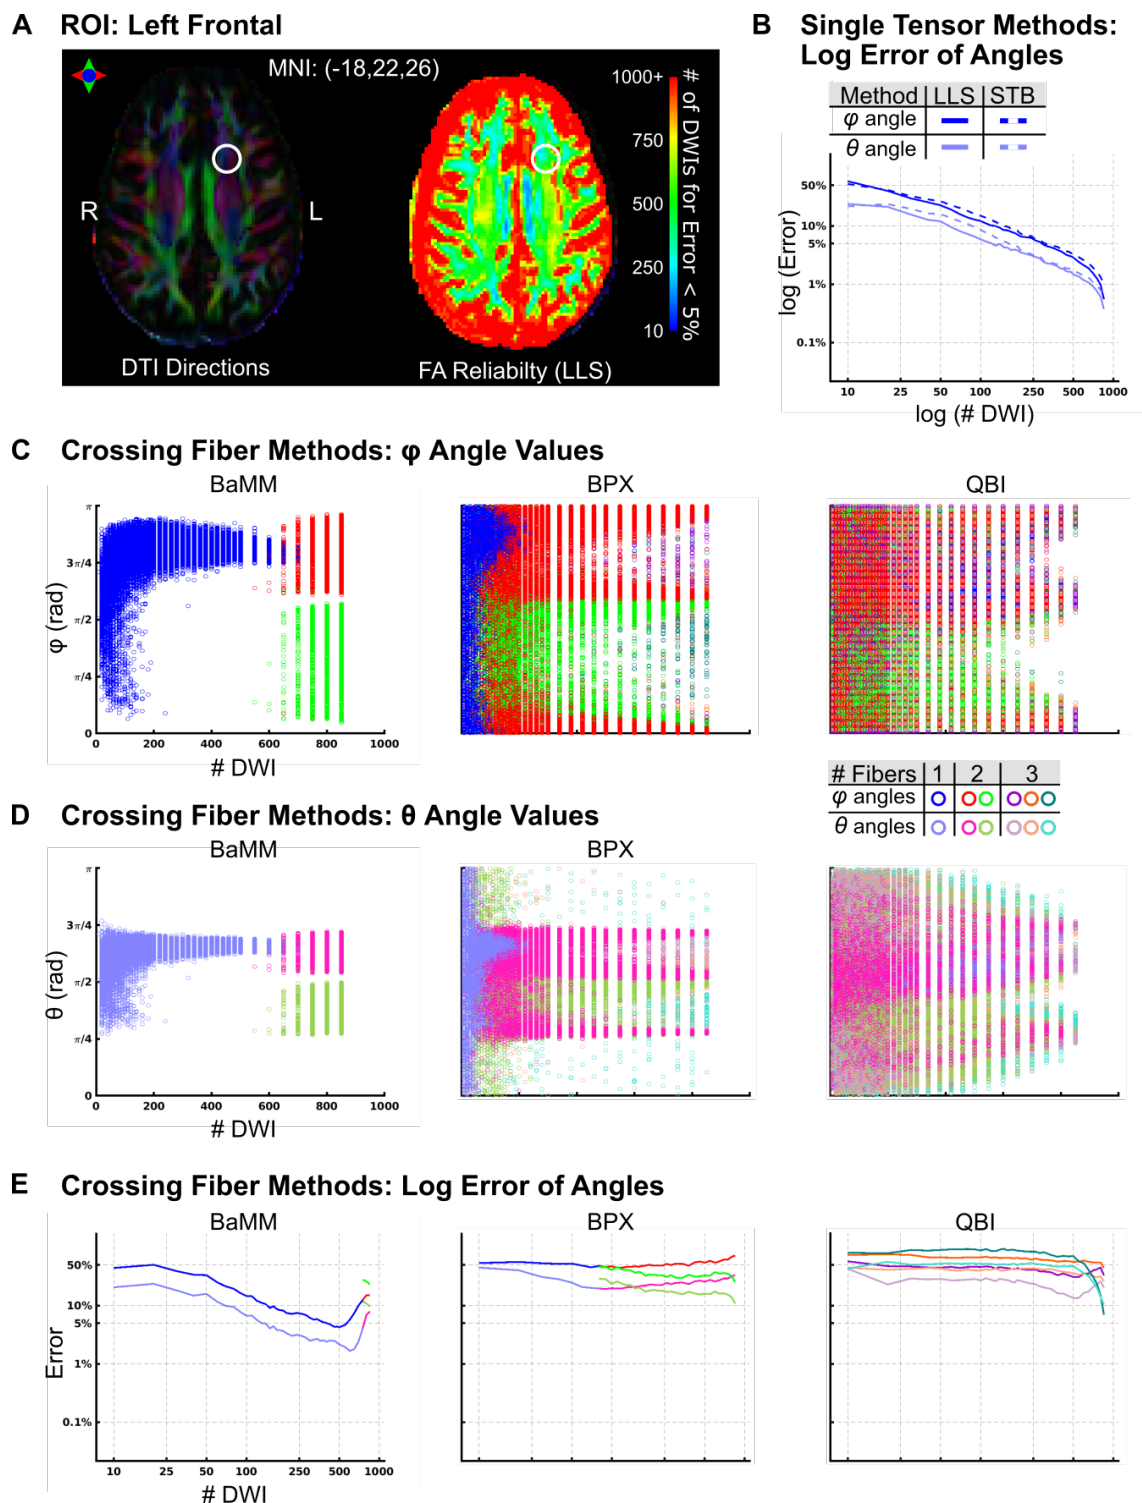 A ROI: Left Frontal
MNI: (-18,22,26)
R
L
DTI Directions
FA Reliabilty (LLS)
1000+
750
500
250
10
# of DWIs for Error < 5%
B Single Tensor Methods:
Log Error of Angles
Method LLS STB
φ angle
θ angle
50%
10%
5%
1%
0.1%
log (Error)
10 25 50 100 250 500 1000
log (# DWI)
C Crossing Fiber Methods: φ Angle Values
BaMM BPX QBI
π
3π/4
π/2
π/4
0
φ (rad)
0 200 400 600 800 1000
# DWI
# Fibers 1 2 3
φ angles
θ angles
D Crossing Fiber Methods: θ Angle Values
BaMM BPX
π
3π/4
π/2
π/4
0
θ (rad)
0 200 400 600 800 1000
# DWI
E Crossing Fiber Methods: Log Error of Angles
BaMM BPX QBI
50%
10%
5%
1%
0.1%
Error
10 25 50 100 250 500 1000
# DWI